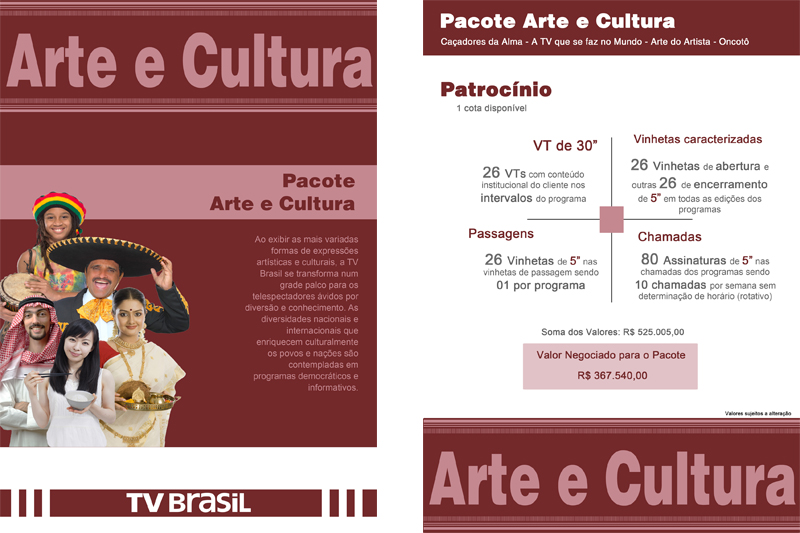 Arte e Cultura
Pacote
Arte e Cultura
Ao exibir as mais variadas
formas de expressões
artísticas e culturais, a TV
Brasil se transforma num
grade palco para os
telespectadores ávidos por
diversão e conhecimento. As
diversidades nacionais e
internacionais que
enriquecem culturalmente
os povos e nações são
contempladas em
programas democráticos e
informativos.
TV BRASIL
Pacote Arte e Cultura
Caçadores da Alma - A TV que se faz no Mundo - Arte do Artista - Oncotô
Patrocínio
1 cota disponível
VT de 30”
26 VTs com conteúdo
institucional do cliente nos
intervalos do programa
Vinhetas caracterizadas
26 Vinhetas de abertura e
outras 26 de encerramento
de 5” em todas as edições dos
programas
Passagens
26 Vinhetas de 5” nas
vinhetas de passagem sendo
01 por programa
Chamadas
80 Assinaturas de 5” nas
chamadas dos programas sendo
10 chamadas por semana sem
determinação de horário (rotativo)
Soma dos Valores: R$ 525.005,00
Valor Negociado para o Pacote
R$ 367.540,00
Valores sujeitos a alteração
Arte e Cultura